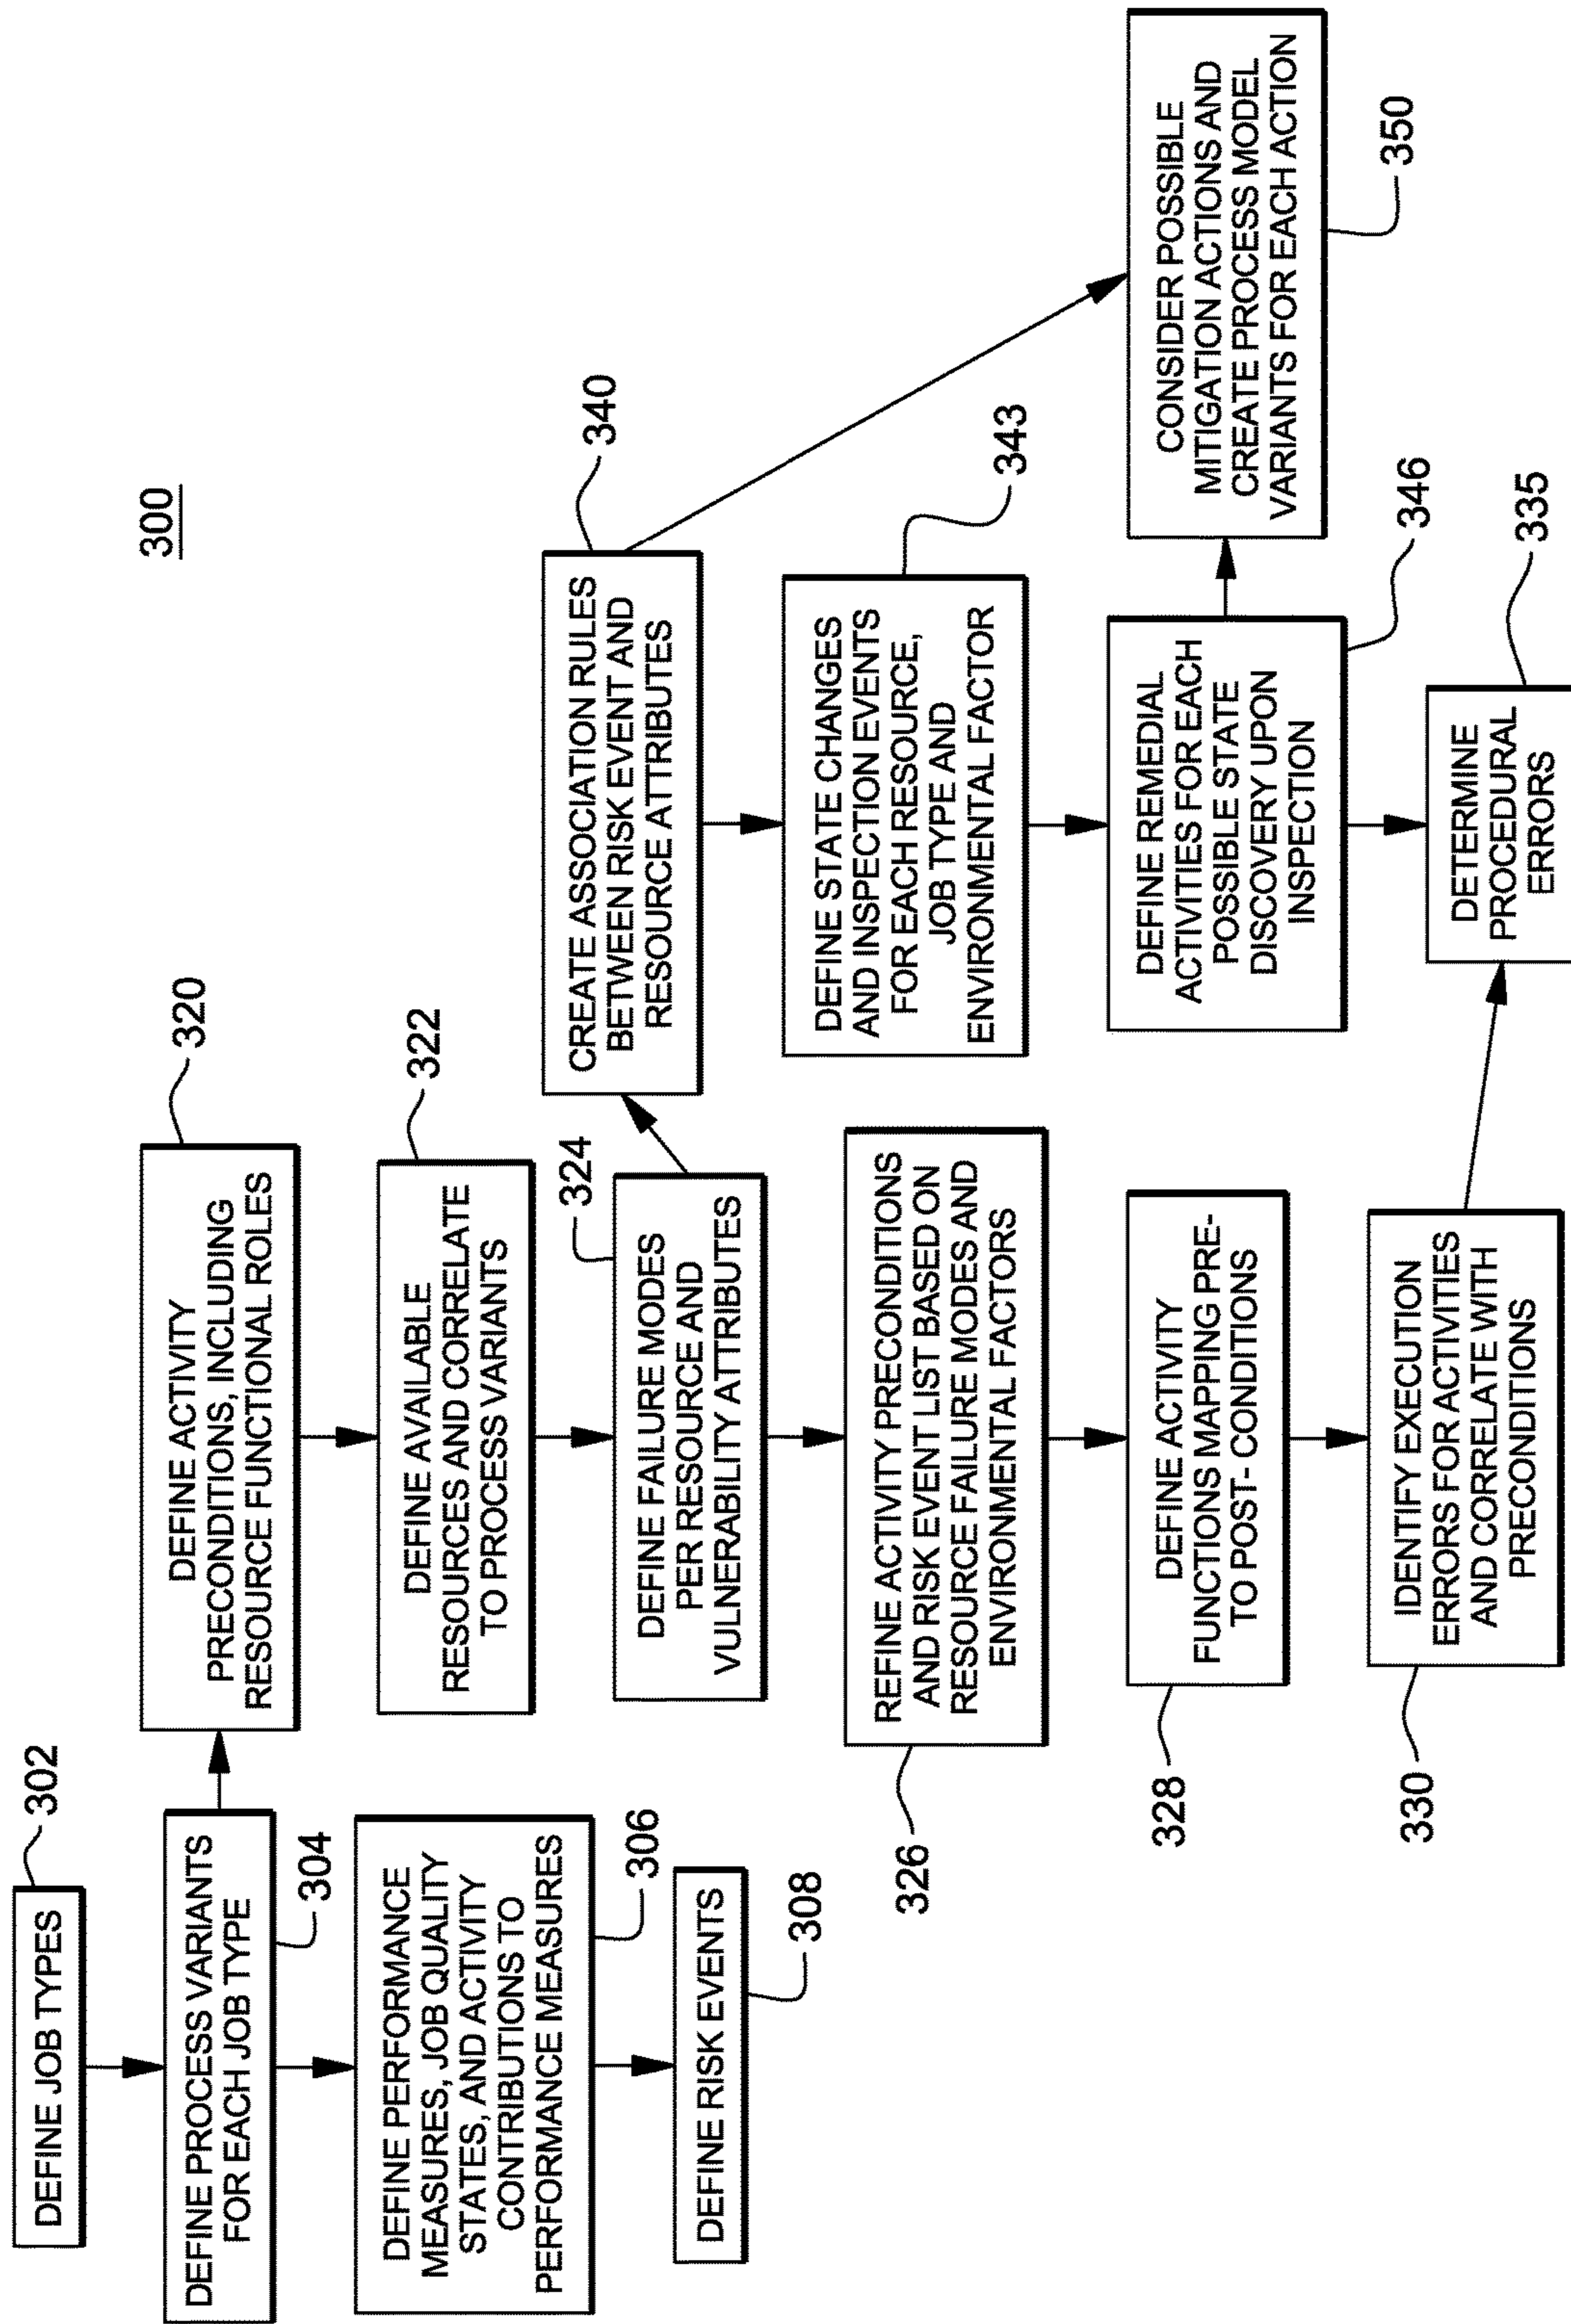 300
DEFINE JOB TYPES
302
DEFINE PROCESS VARIANTS
FOR EACH JOB TYPE
304
DEFINE PERFORMANCE
MEASURES, JOB QUALITY
STATES, AND ACTIVITY
CONTRIBUTIONS TO
PERFORMANCE MEASURES
306
DEFINE RISK EVENTS
308
DEFINE ACTIVITY
PRECONDITIONS, INCLUDING
RESOURCE FUNCTIONAL ROLES
320
DEFINE AVAILABLE
RESOURCES AND CORRELATE
TO PROCESS VARIANTS
322
DEFINE FAILURE MODES
PER RESOURCE AND
VULNERABILITY ATTRIBUTES
324
REFINE ACTIVITY PRECONDITIONS
AND RISK EVENT LIST BASED ON
RESOURCE FAILURE MODES AND
ENVIRONMENTAL FACTORS
326
DEFINE ACTIVITY
FUNCTIONS MAPPING PRE-
TO POST- CONDITIONS
328
IDENTIFY EXECUTION
ERRORS FOR ACTIVITIES
AND CORRELATE WITH
PRECONDITIONS
330
CREATE ASSOCIATION RULES
BETWEEN RISK EVENT AND
RESOURCE ATTRIBUTES
340
DEFINE STATE CHANGES
AND INSPECTION EVENTS
FOR EACH RESOURCE,
JOB TYPE AND
ENVIRONMENTAL FACTOR
343
DEFINE REMEDIAL
ACTIVITIES FOR EACH
POSSIBLE STATE
DISCOVERY UPON
INSPECTION
346
DETERMINE
PROCEDURAL
ERRORS
335
CONSIDER POSSIBLE
MITIGATION ACTIONS AND
CREATE PROCESS MODEL
VARIANTS FOR EACH ACTION
350